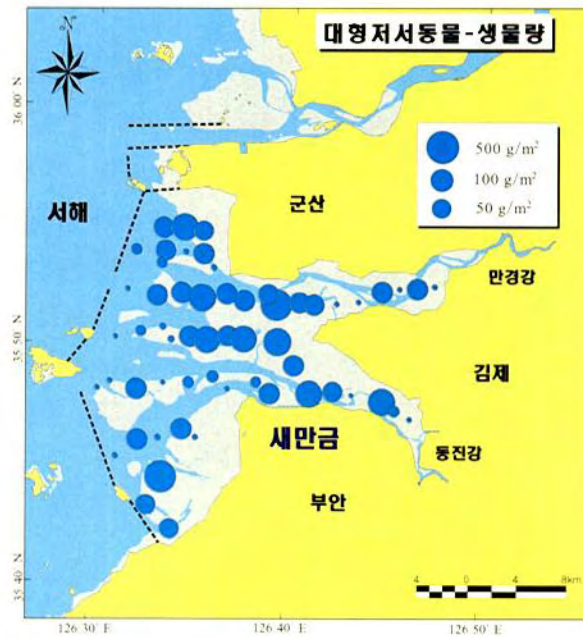 대형저서동물-생물량
N
36 00' N
500 g/m²
100 g/m²
50 g/m²
서해
군산
만경강
35 50' N
김제
새만금
동진강
부안
35 40' N
4 0 4 8km
126 30' E 126 40' E 126 50' E